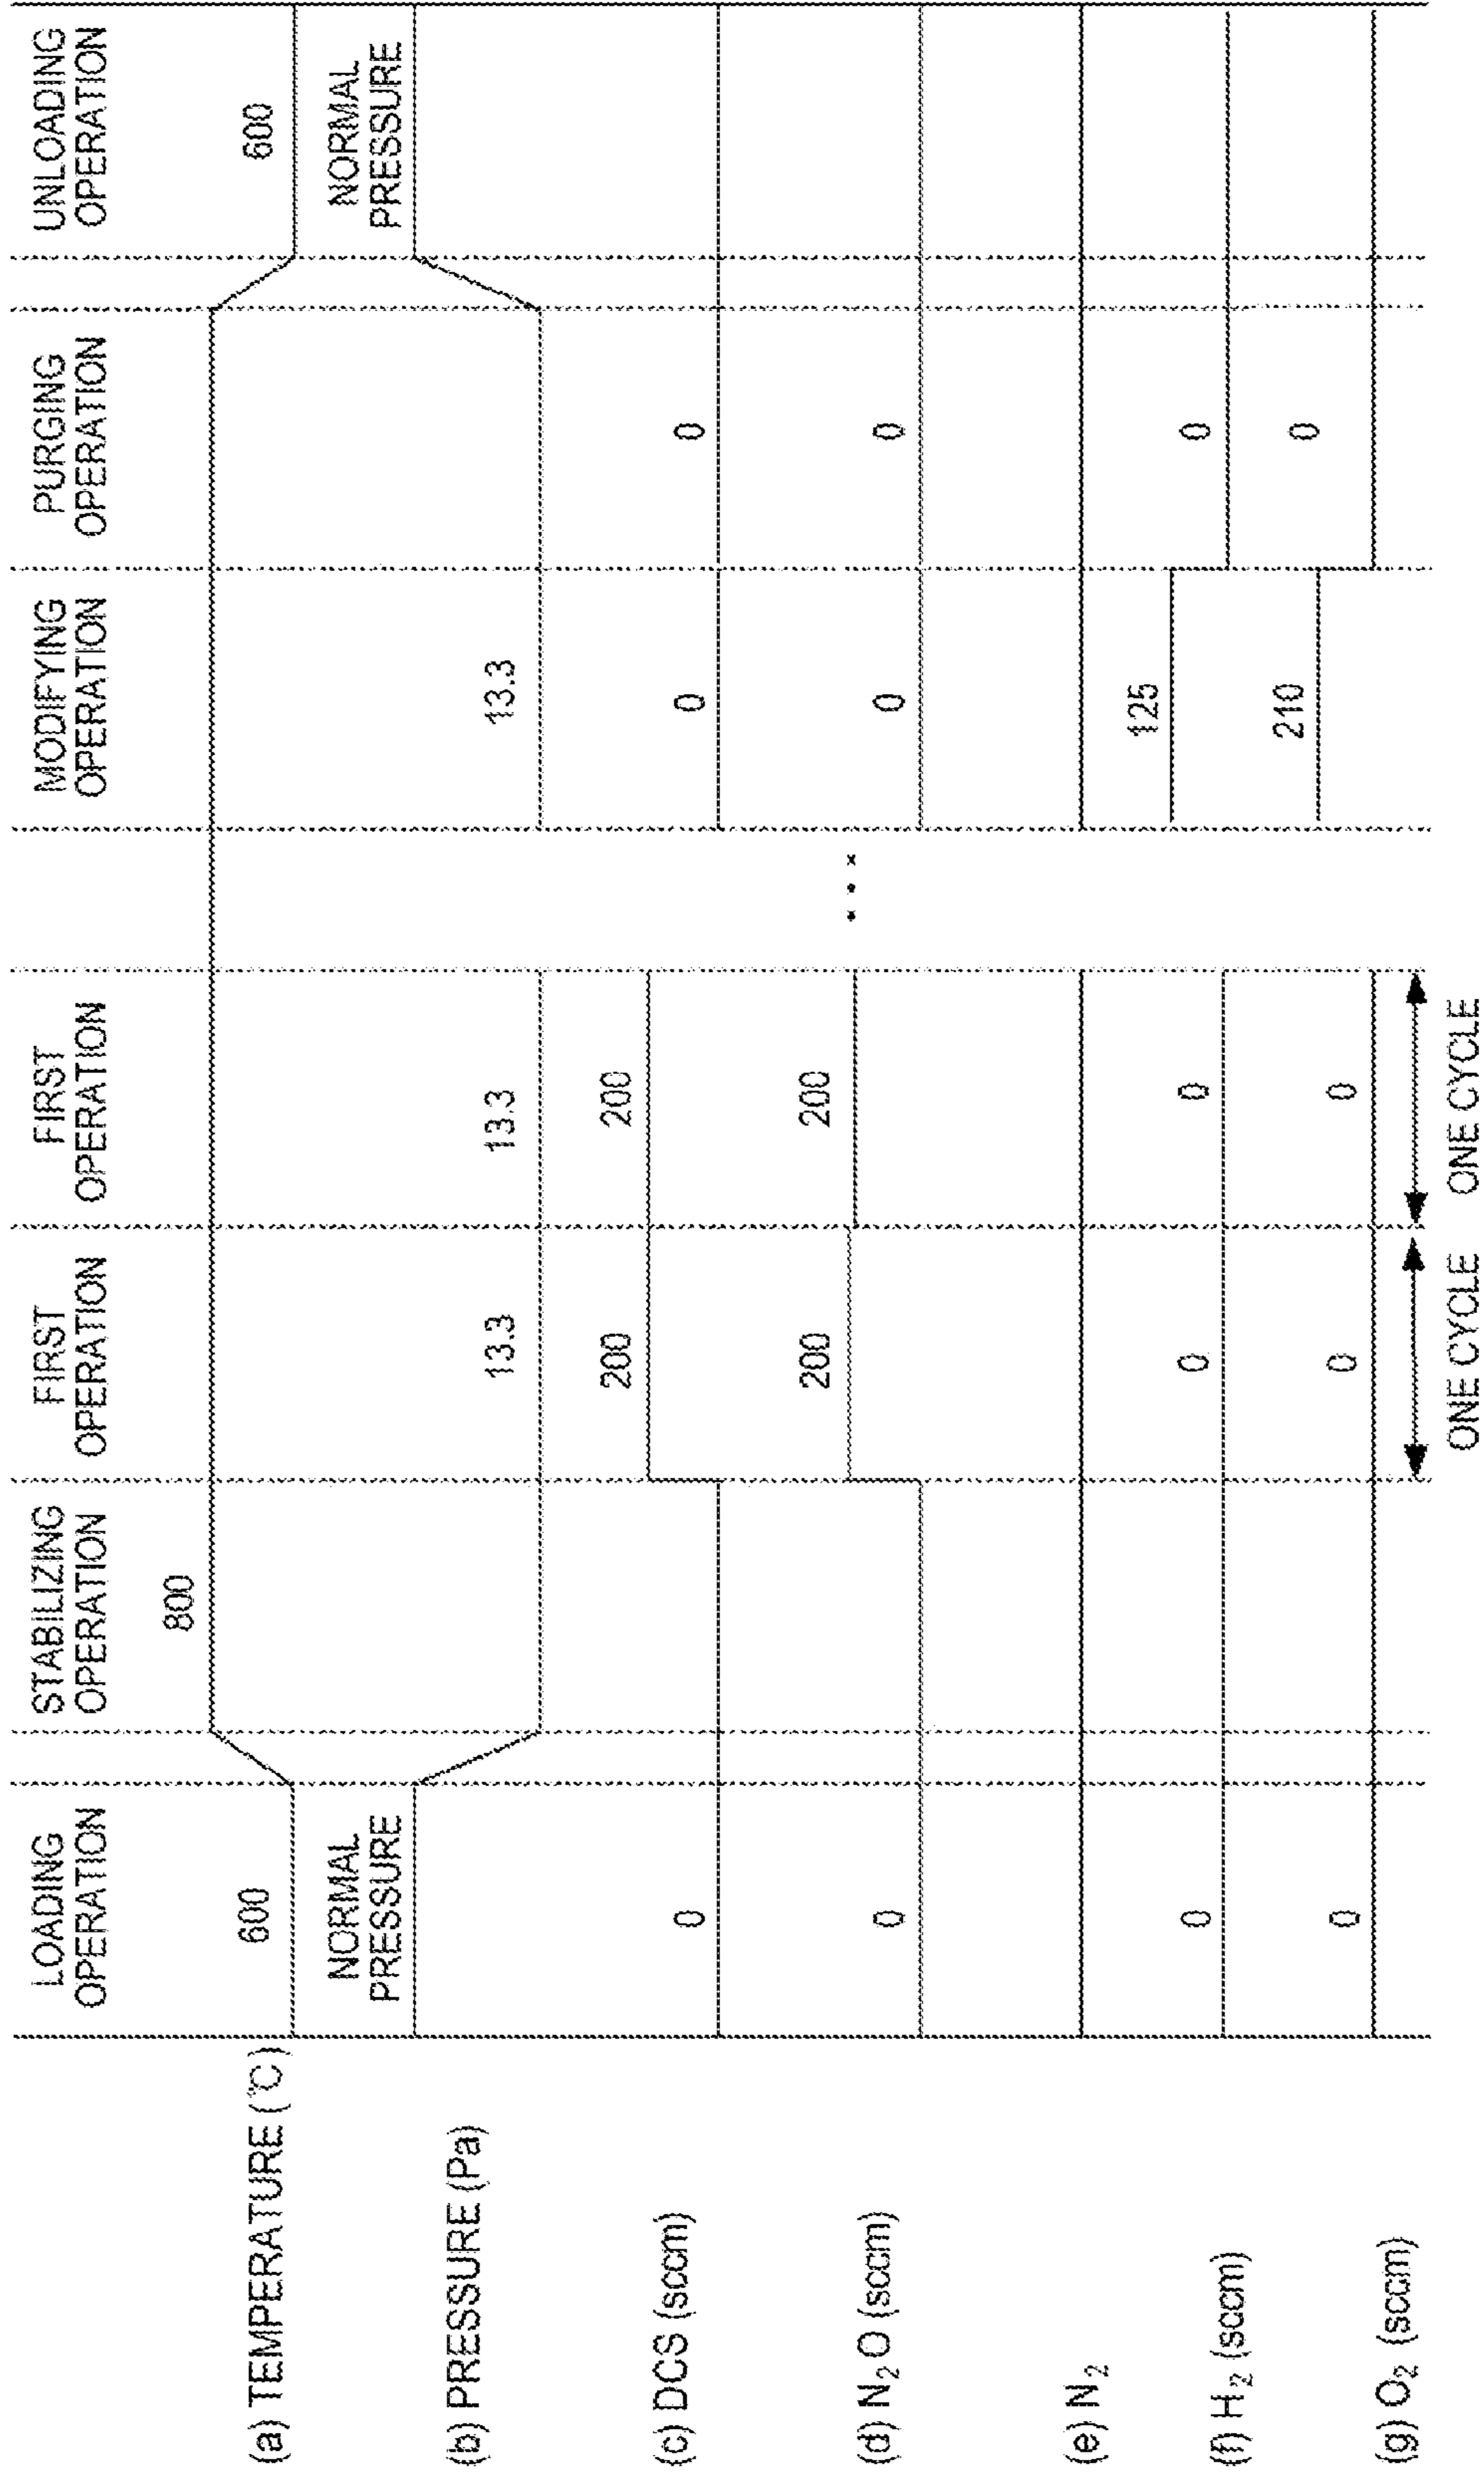 LOADING
OPERATION
STABILIZING
OPERATION
FIRST
OPERATION
FIRST
OPERATION
MODIFYING
OPERATION
PURGING
OPERATION
UNLOADING
OPERATION
(a) TEMPERATURE (℃)
600
800
600
(b) PRESSURE (Pa)
NORMAL
PRESSURE
13.3
13.3
13.3
NORMAL
PRESSURE
(c) DCS (sccm)
0
200
200
0
0
(d) N₂O (sccm)
0
200
200
...
0
0
(e) N₂
(f) H₂ (sccm)
0
0
0
125
0
(g) O₂ (sccm)
0
0
0
210
0
ONE CYCLE
ONE CYCLE